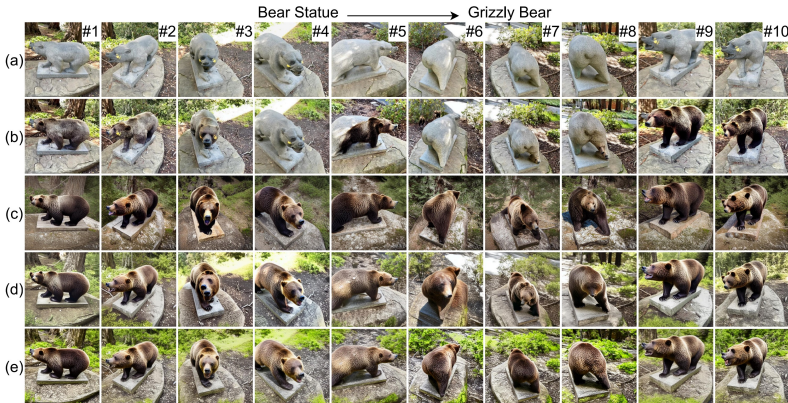 Bear Statue → Grizzly Bear
#1 #2 #3 #4 #5 #6 #7 #8 #9 #10
(a)
(b)
(c)
(d)
(e)